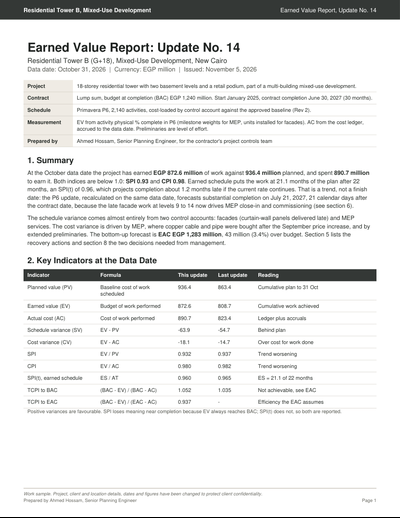 Residential Tower B, Mixed-Use Development
Earned Value Report: Update No. 14
Earned Value Report: Update No. 14
Residential Tower B (G+18), Mixed-Use Development, New Cairo
Data date: October 31, 2026 | Currency: EGP million | Issued: November 5, 2026
Project 18-storey residential tower with two basement levels and a retail podium, part of a multi-building mixed-use development.
Contract Lump sum, budget at completion (BAC) EGP 1,240 million. Start January 2025, contract completion June 30, 2027 (30 months).
Schedule Primavera P6, 2,140 activities, cost-loaded by control account against the approved baseline (Rev 2).
Measurement EV from activity physical % complete in P6 (milestone weights for MEP, units installed for facades). AC from the cost ledger,
accrued to the data date. Preliminaries are level of effort.
Prepared by Ahmed Hossam, Senior Planning Engineer, for the contractor's project controls team
1. Summary
At the October data date the project has earned EGP 872.6 million of work against 936.4 million planned, and spent 890.7 million
to earn it. Both indices are below 1.0: SPI 0.93 and CPI 0.98. Earned schedule puts the work at 21.1 months of the plan after 22
months, an SPI(t) of 0.96, which projects completion about 1.2 months late if the current rate continues. That is a trend, not a finish
date: the P6 update, recalculated on the same data date, forecasts substantial completion on July 21, 2027, 21 calendar days after
the contract date, because the late facade work at levels 9 to 14 now drives MEP close-in and commissioning (see section 6).
The schedule variance comes almost entirely from two control accounts: facades (curtain-wall panels delivered late) and MEP
services. The cost variance is driven by MEP, where copper cable and pipe were bought after the September price increase, and by
extended preliminaries. The bottom-up forecast is EAC EGP 1,283 million, 43 million (3.4%) over budget. Section 5 lists the
recovery actions and section 8 the two decisions needed from management.
2. Key Indicators at the Data Date
Indicator Formula This update Last update Reading
Planned value (PV) Baseline cost of work scheduled 936.4 863.4 Cumulative plan to 31 Oct
Earned value (EV) Budget of work performed 872.6 808.7 Cumulative work achieved
Actual cost (AC) Cost of work performed 890.7 823.4 Ledger plus accruals
Schedule variance (SV) EV - PV -63.9 -54.7 Behind plan
Cost variance (CV) EV - AC -18.1 -14.7 Over cost for work done
SPI EV / PV 0.932 0.937 Trend worsening
CPI EV / AC 0.980 0.982 Trend worsening
SPI(t), earned schedule ES / AT 0.960 0.965 ES = 21.1 of 22 months
TCPI to BAC (BAC - EV) / (BAC - AC) 1.052 1.035 Not achievable, see EAC
TCPI to EAC (BAC - EV) / (EAC - AC) 0.937 - Efficiency the EAC assumes
Positive variances are favourable. SPI loses meaning near completion because EV always reaches BAC; SPI(t) does not, so both are reported.
Work sample. Project, client and location details, dates and figures have been changed to protect client confidentiality.
Prepared by Ahmed Hossam, Senior Planning Engineer
Page 1